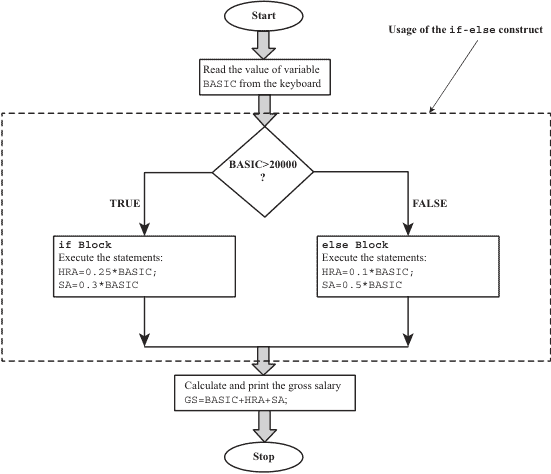 Start
Usage of the if-else construct
Read the value of variable
BASIC from the keyboard
BASIC>20000
?
TRUE
FALSE
if Block
Execute the statements:
HRA=0.25*BASIC;
SA=0.3*BASIC
else Block
Execute the statements:
HRA=0.1*BASIC;
SA=0.5*BASIC
Calculate and print the gross salary
GS=BASIC+HRA+SA;
Stop